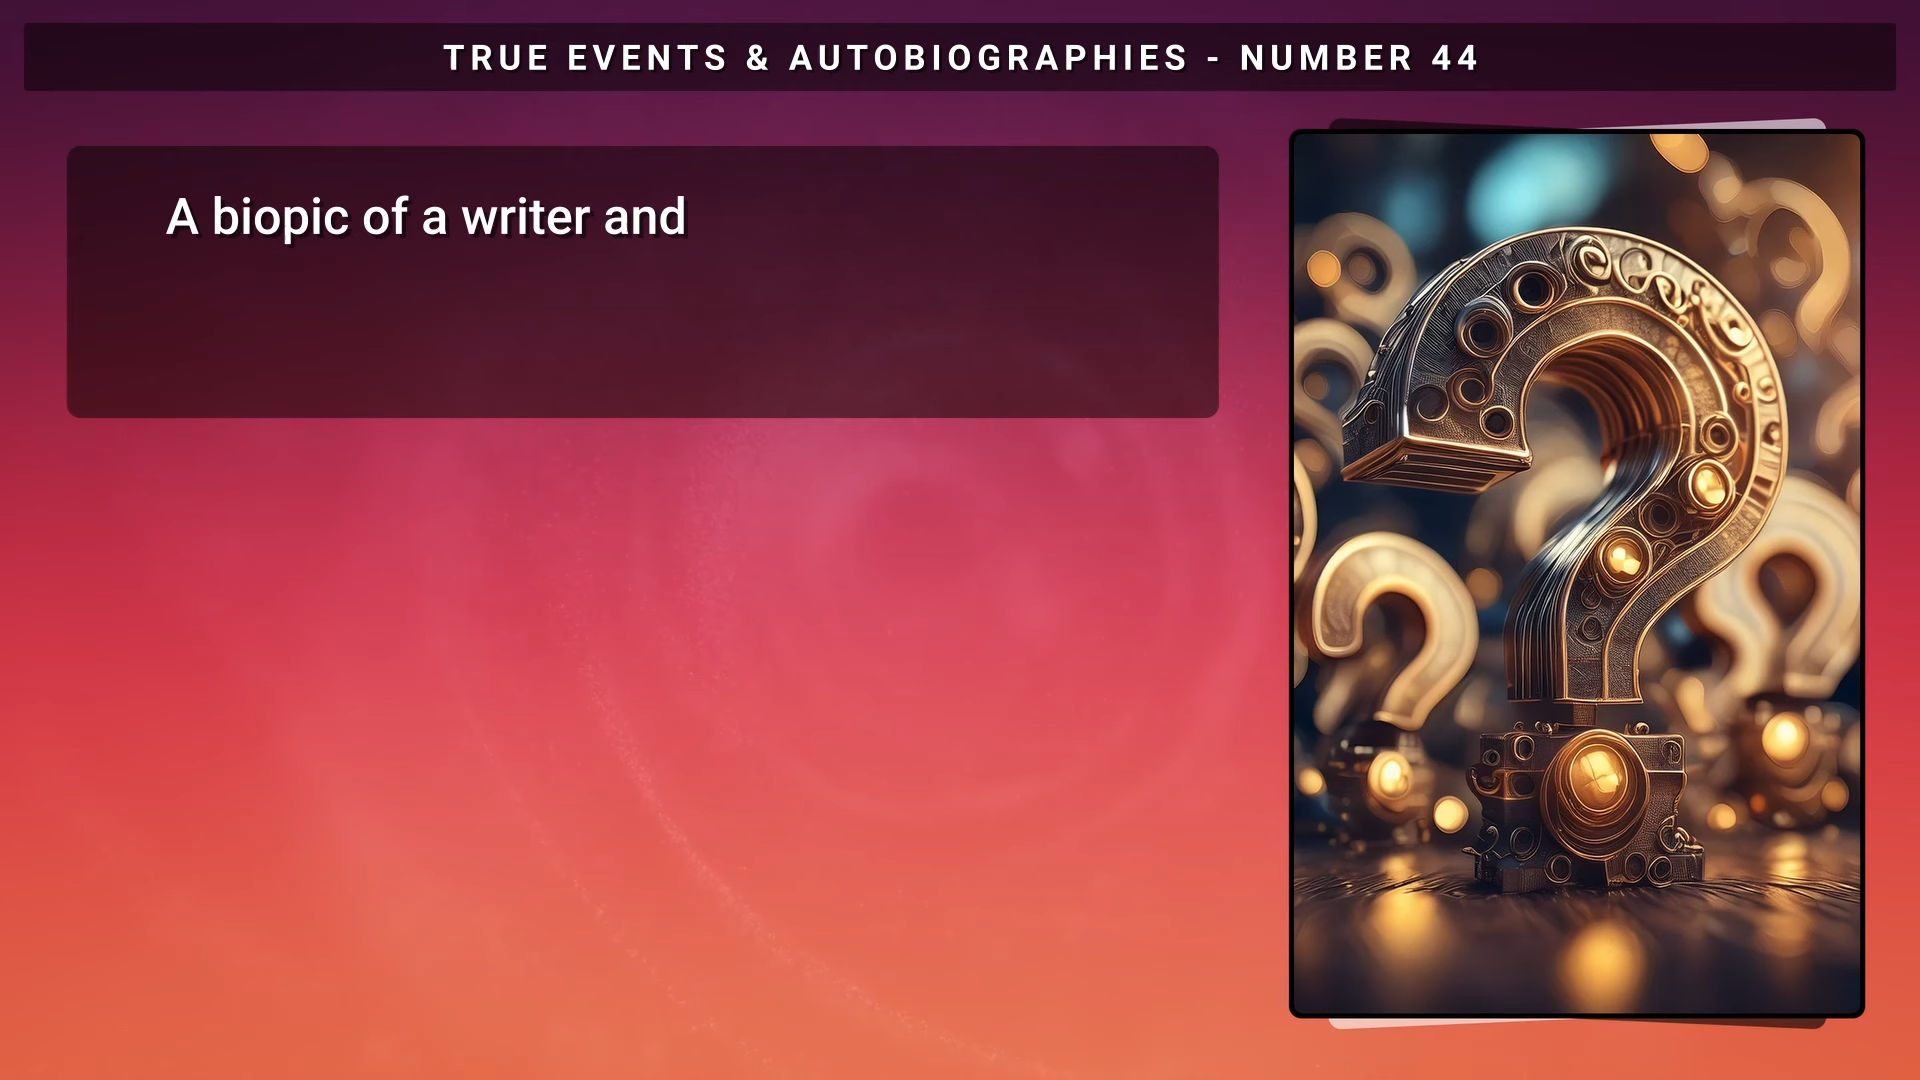 TRUE EVENTS & AUTOBIOGRAPHIES - NUMBER 44
A biopic of a writer and